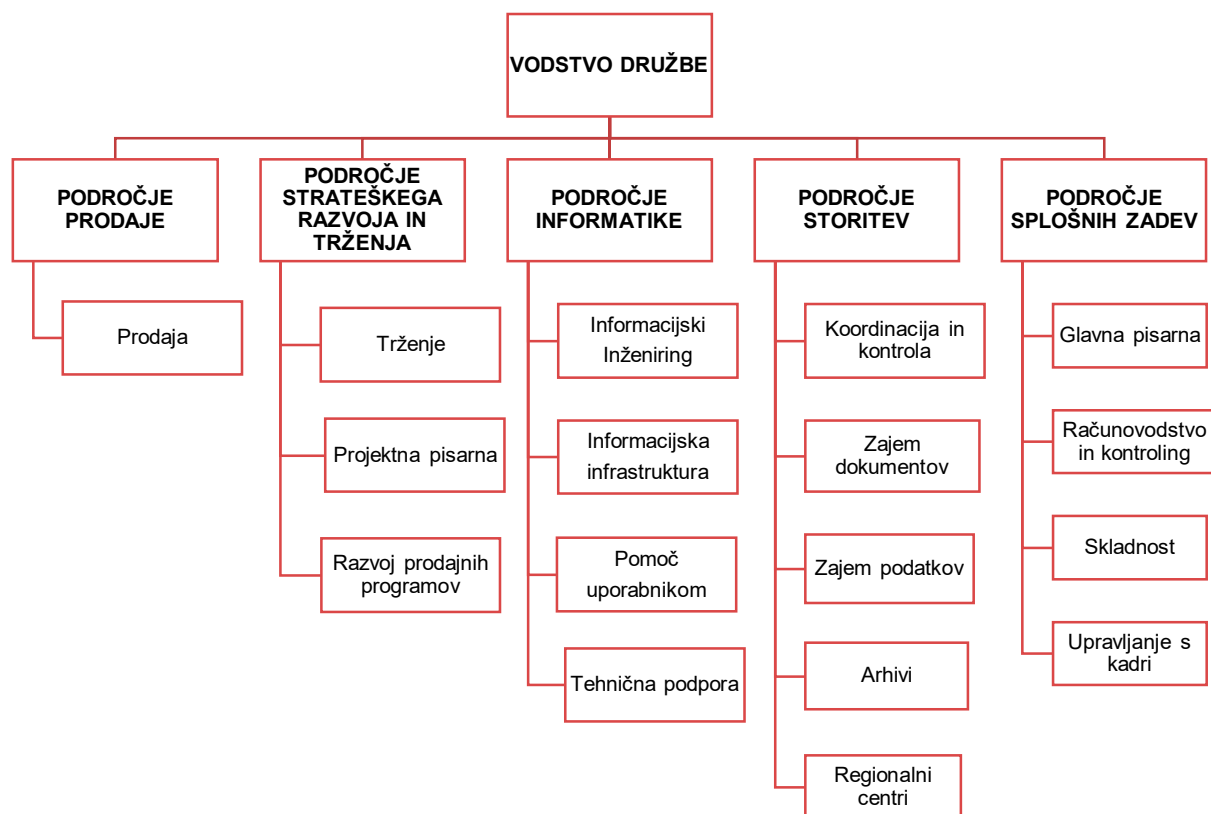 VODSTVO DRUŽBE
PODROČJE
PRODAJE
PODROČJE
STRATEŠKEGA
RAZVOJA IN
TRŽENJA
PODROČJE
INFORMATIKE
PODROČJE
STORITEV
PODROČJE
SPLOŠNIH ZADEV
Prodaja
Trženje
Projektna pisarna
Razvoj prodajnih
programov
Informacijski
Inženiring
Informacijska
infrastruktura
Pomoč
uporabnikom
Tehnična podpora
Koordinacija in
kontrola
Zajem
dokumentov
Zajem podatkov
Arhivi
Regionalni
centri
Glavna pisarna
Računovodstvo
in kontroling
Skladnost
Upravljanje s
kadri